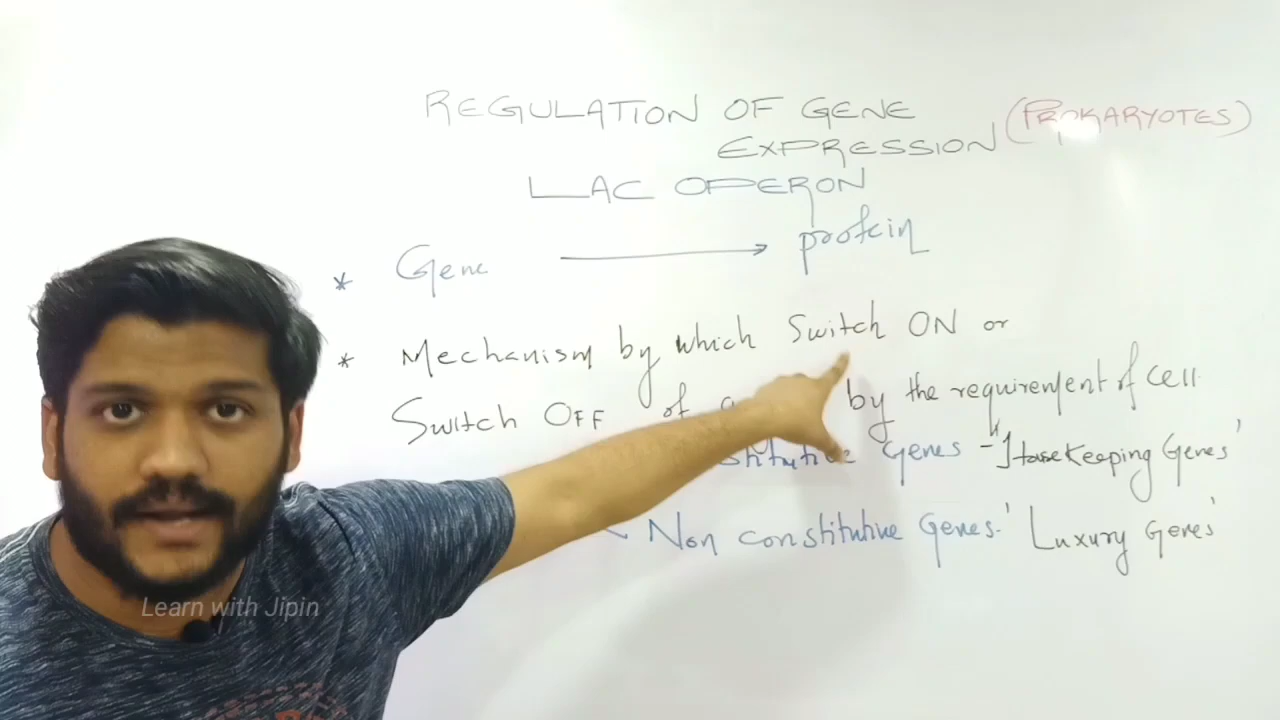 REGULATION OF GENE
EXPRESSION (PROKARYOTES)
LAC OPERON
* Gene → protein
* Mechanism by which Switch ON or
Switch OFF of by the requirement of cell
Genes - "Housekeeping Genes'
Non constitutive Genes. 'Luxury Genes'
Learn with Jipin